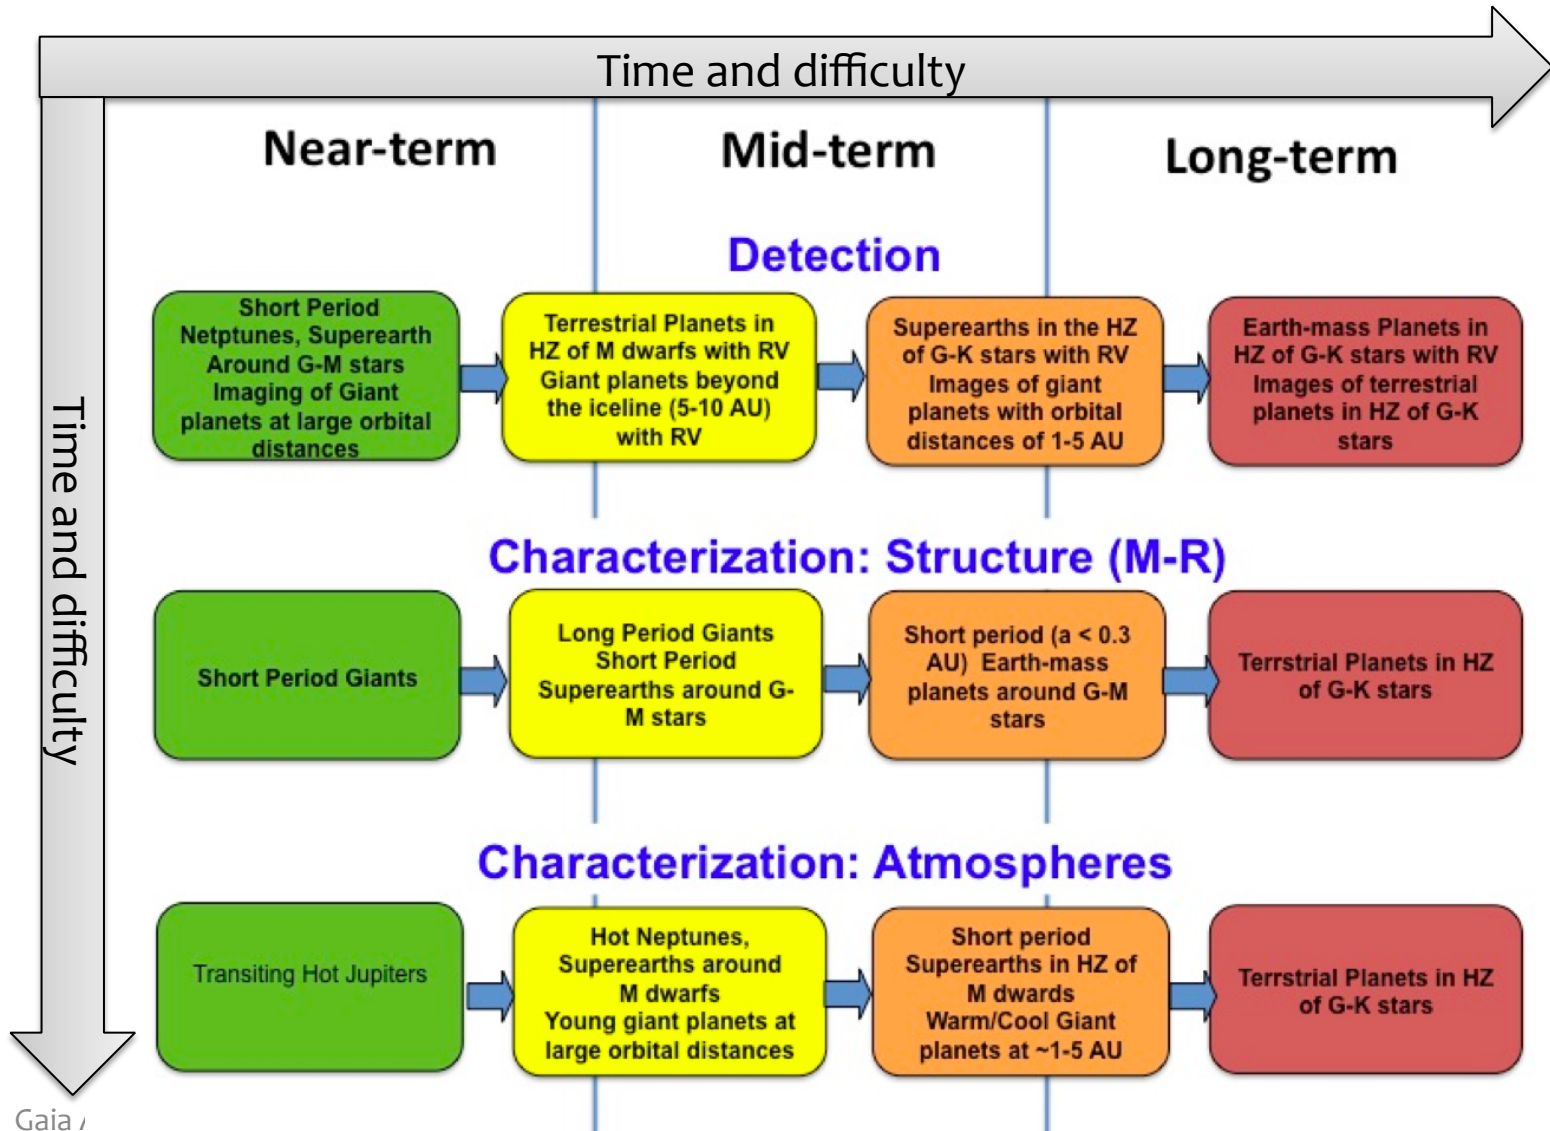 Time and difficulty
Near-term
Mid-term
Long-term
Time and difficulty
Detection
Short Period
Netptunes, Superearth
Around G-M stars
Imaging of Giant
planets at large orbital
distances
Terrestrial Planets in
HZ of M dwarfs with RV
Giant planets beyond
the iceline (5-10 AU)
with RV
Superearths in the HZ
of G-K stars with RV
Images of giant
planets with orbital
distances of 1-5 AU
Earth-mass Planets in
HZ of G-K stars with RV
Images of terrestrial
planets in HZ of G-K
stars
Characterization: Structure (M-R)
Short Period Giants
Long Period Giants
Short Period
Superearths around G-
M stars
Short period (a < 0.3
AU) Earth-mass
planets around G-M
stars
Terrstrial Planets in HZ
of G-K stars
Characterization: Atmospheres
Transiting Hot Jupiters
Hot Neptunes,
Superearths around
M dwarfs
Young giant planets at
large orbital distances
Short period
Superearths in HZ of
M dwards
Warm/Cool Giant
planets at ~1-5 AU
Terrstrial Planets in HZ
of G-K stars
Gaia